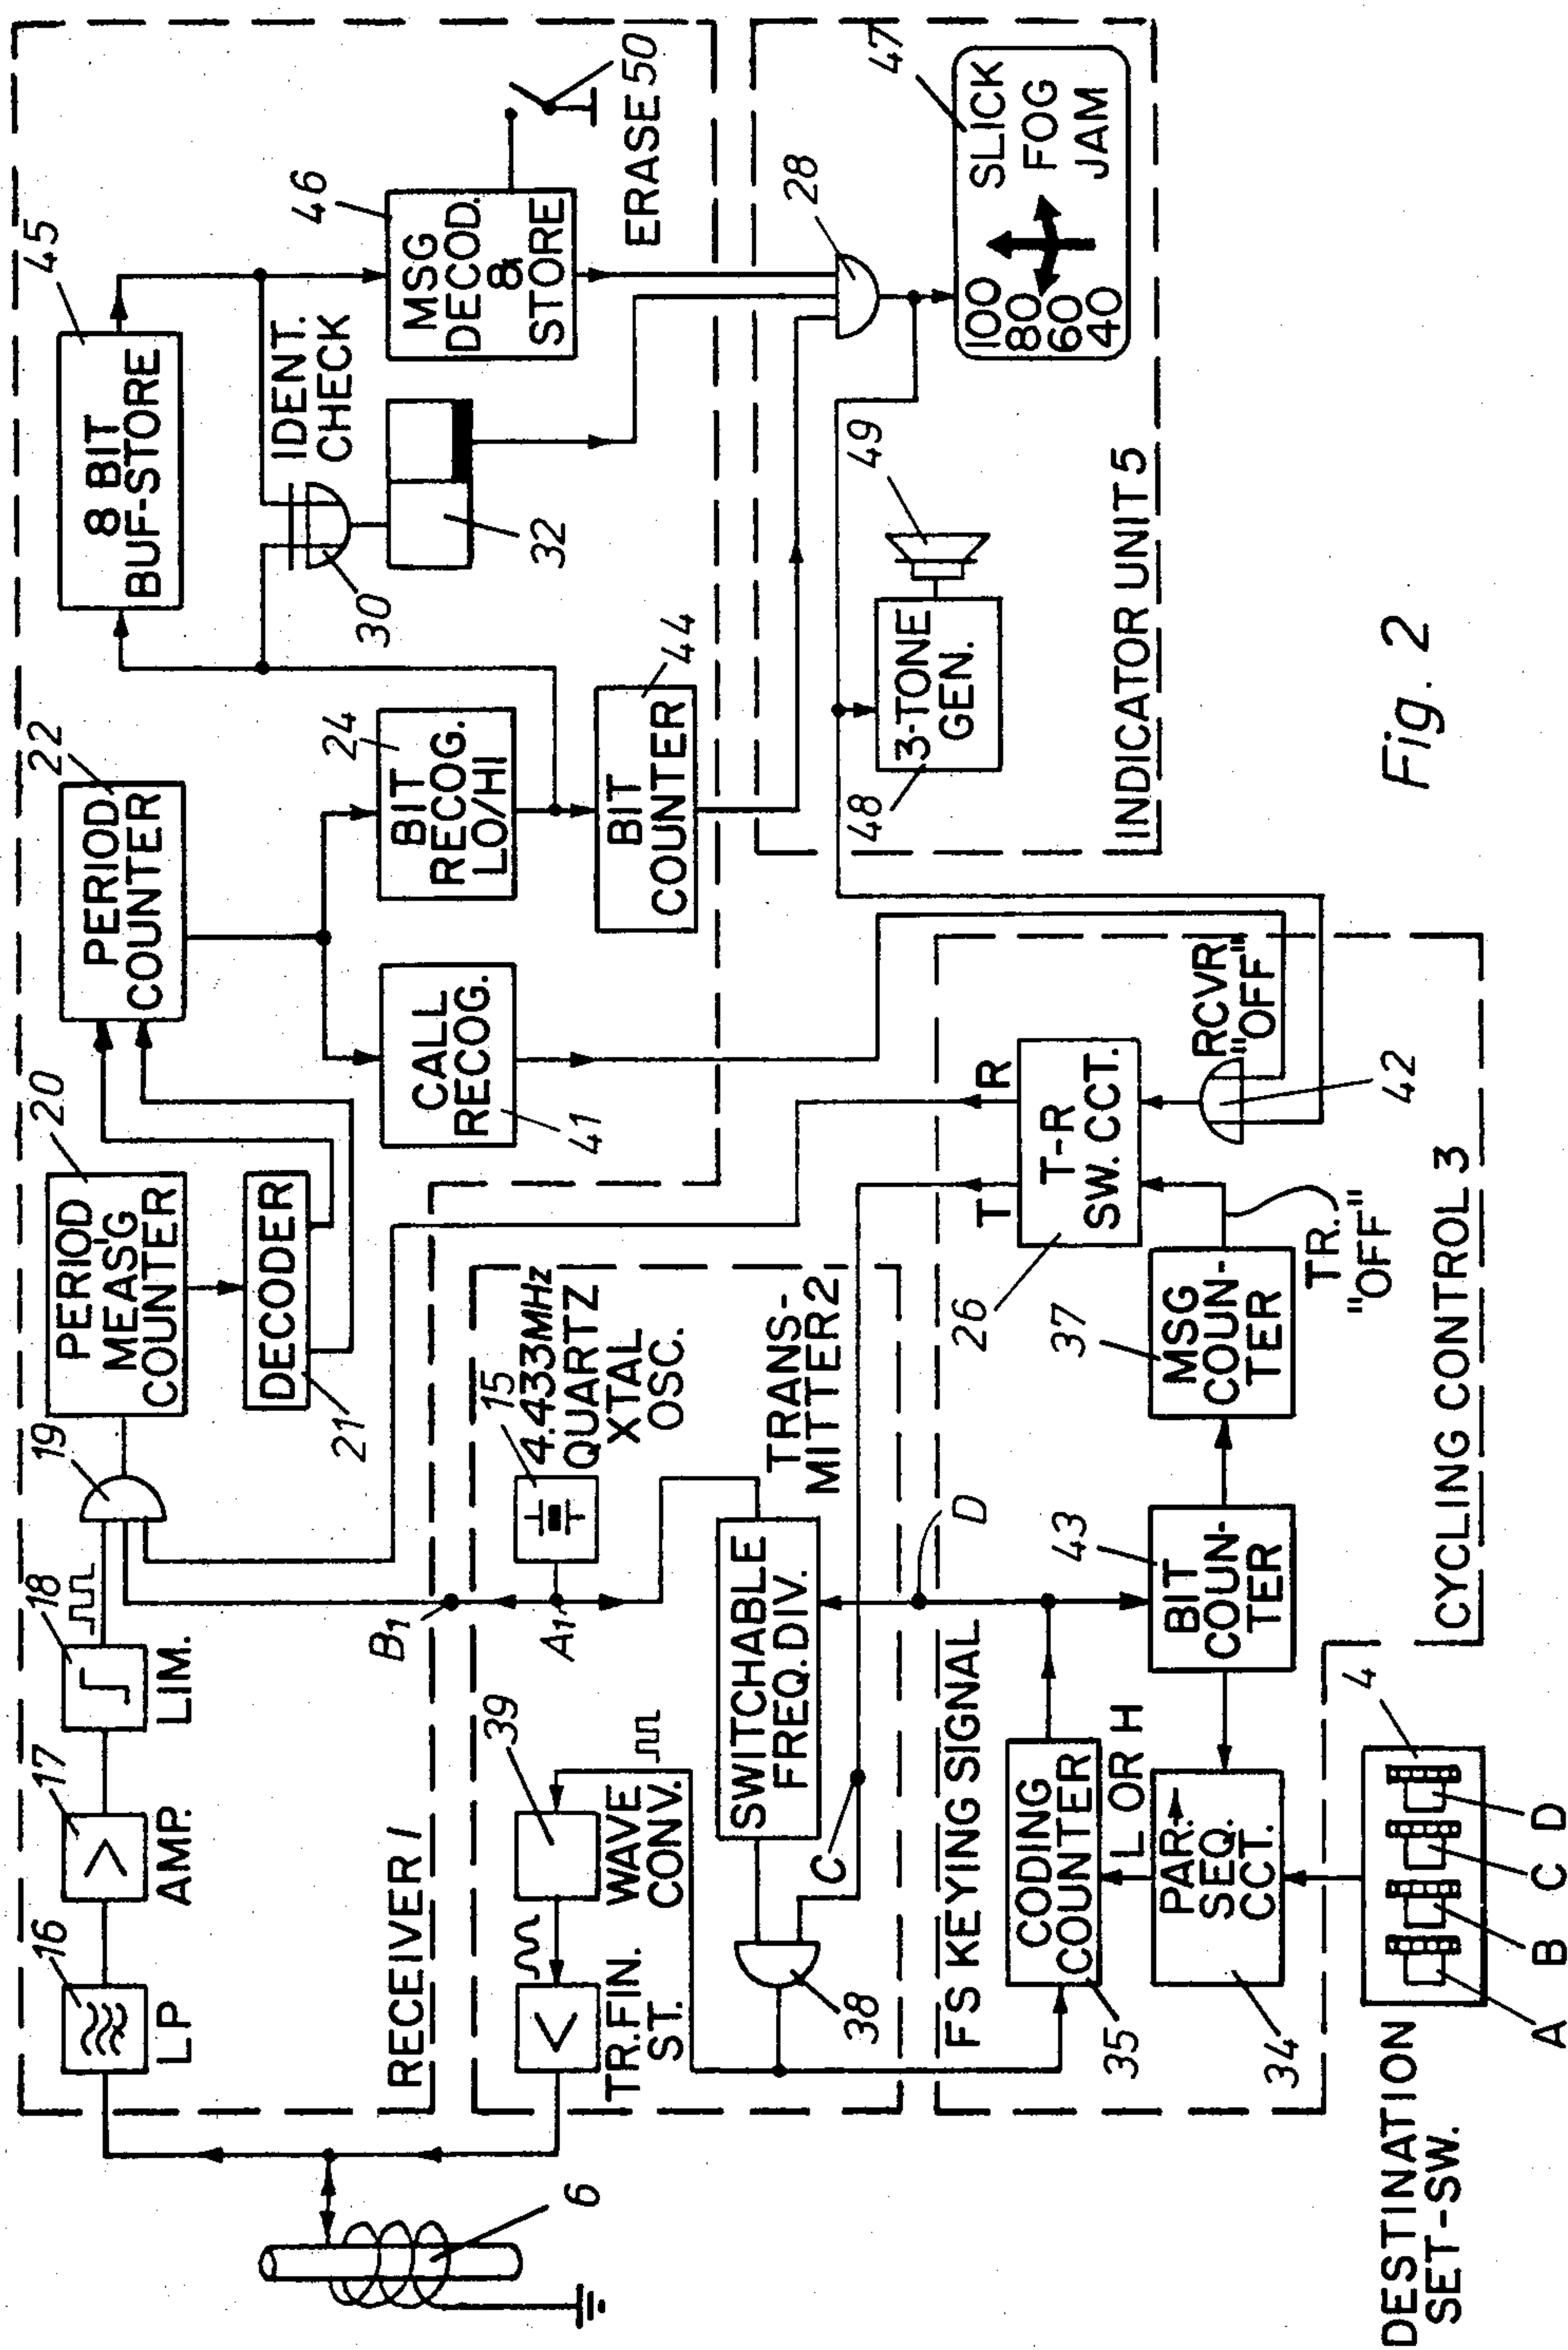 16
LP
17
AMP.
18
LIM.
19
PERIOD
MEAS'G
COUNTER
20
DECODER
21
PERIOD
COUNTER
22
8 BIT
BUF-STORE
45
CALL
RECOG.
41
BIT
RECOG.
LO/HI
24
BIT
COUNTER
44
30
IDENT.
CHECK
32
MSG
DECOD.
&
STORE
46
ERASE 50
RECEIVER 1
B1
A1
6
TR. FIN.
ST.
39
WAVE
CONV.
15
4.433MHz
QUARTZ
XTAL
OSC.
SWITCHABLE
FREQ. DIV.
TRANS-
MITTER 2
38
C
D
FS KEYING SIGNAL
CODING
COUNTER
35
L OR H
PAR.→
SEQ.
CCT.
34
BIT
COUN-
TER
43
MSG
COUN-
TER
37
T-R
SW. CCT.
26
T
R
TR.
"OFF"
RCVR
"OFF"
42
CYCLING CONTROL 3
28
3-TONE
GEN.
48
49
100
80
60
40
SLICK
FOG
JAM
47
INDICATOR UNIT 5
DESTINATION
SET-SW.
A
B
C
D
4
Fig. 2